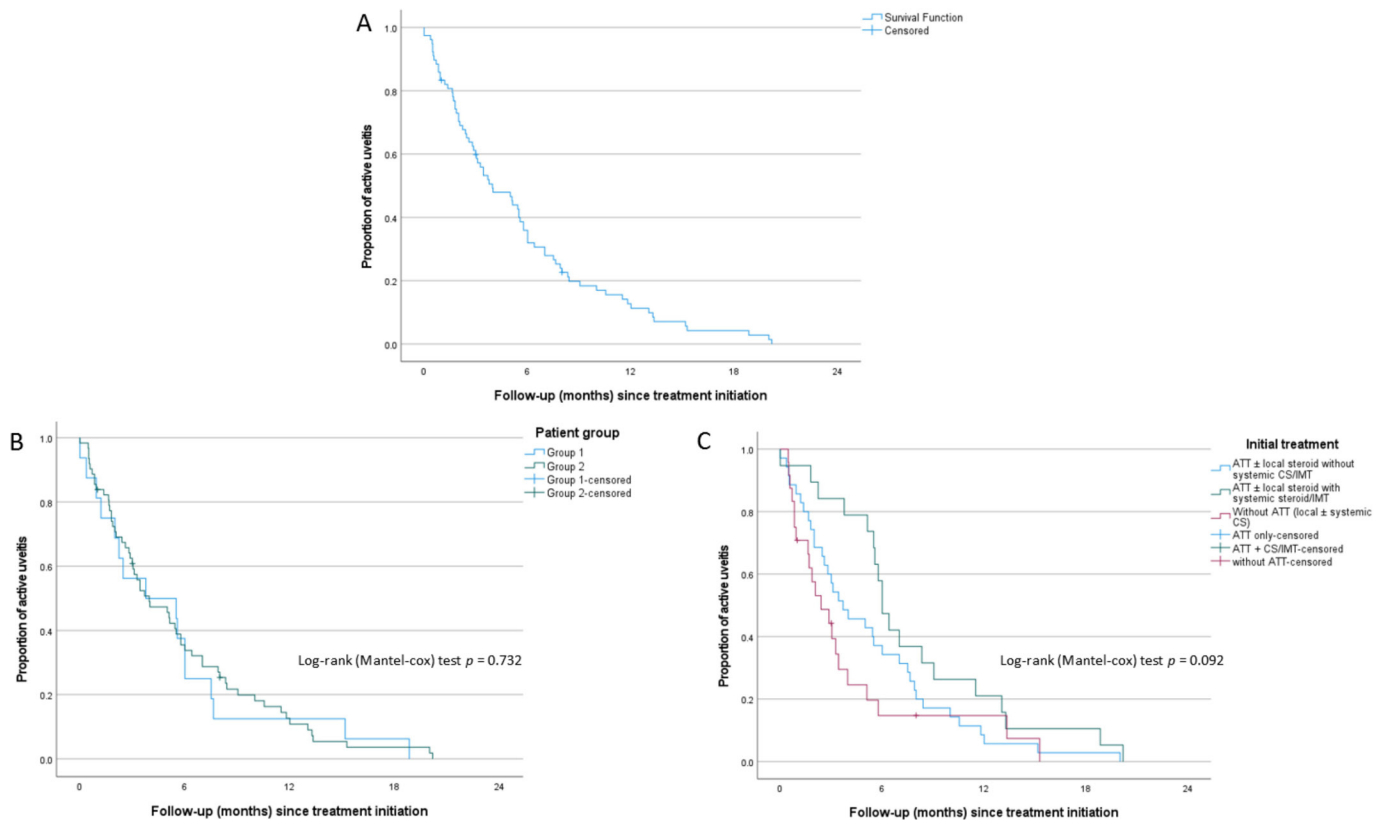 A
Survival Function
Censored
1.0
0.8
0.6
0.4
0.2
0.0
Proportion of active uveitis
0
6
12
18
24
Follow-up (months) since treatment initiation
B
Patient group
Group 1
Group 2
Group 1-censored
Group 2-censored
1.0
0.8
0.6
0.4
0.2
0.0
Proportion of active uveitis
Log-rank (Mantel-cox) test p = 0.732
0
6
12
18
24
Follow-up (months) since treatment initiation
C
Initial treatment
ATT ± local steroid without
systemic CS/IMT
ATT ± local steroid with
systemic steroid/IMT
Without ATT (local ± systemic
CS)
ATT only-censored
ATT + CS/IMT-censored
without ATT-censored
1.0
0.8
0.6
0.4
0.2
0.0
Proportion of active uveitis
Log-rank (Mantel-cox) test p = 0.092
0
6
12
18
24
Follow-up (months) since treatment initiation